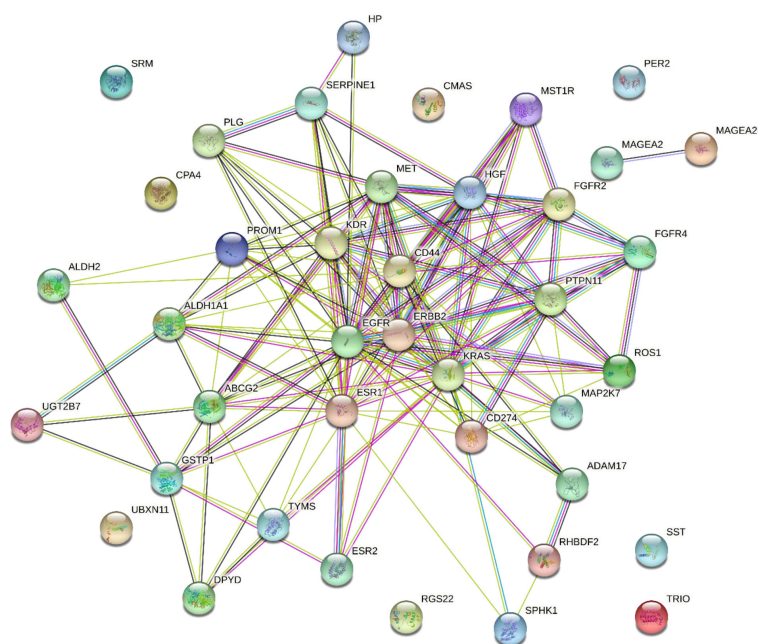 HP
SRM
PER2
SERPINE1
CMAS
MST1R
PLG
MAGEA2
MAGEA2
MET
HGF
CPA4
FGFR2
KDR
PROM1
CD44
FGFR4
ALDH2
PTPN11
ALDH1A1
EGFR
ERBB2
KRAS
ROS1
ABCG2
ESR1
MAP2K7
UGT2B7
CD274
GSTP1
ADAM17
UBXN11
TYMS
SST
ESR2
RHBDF2
DPYD
RGS22
SPHK1
TRIO